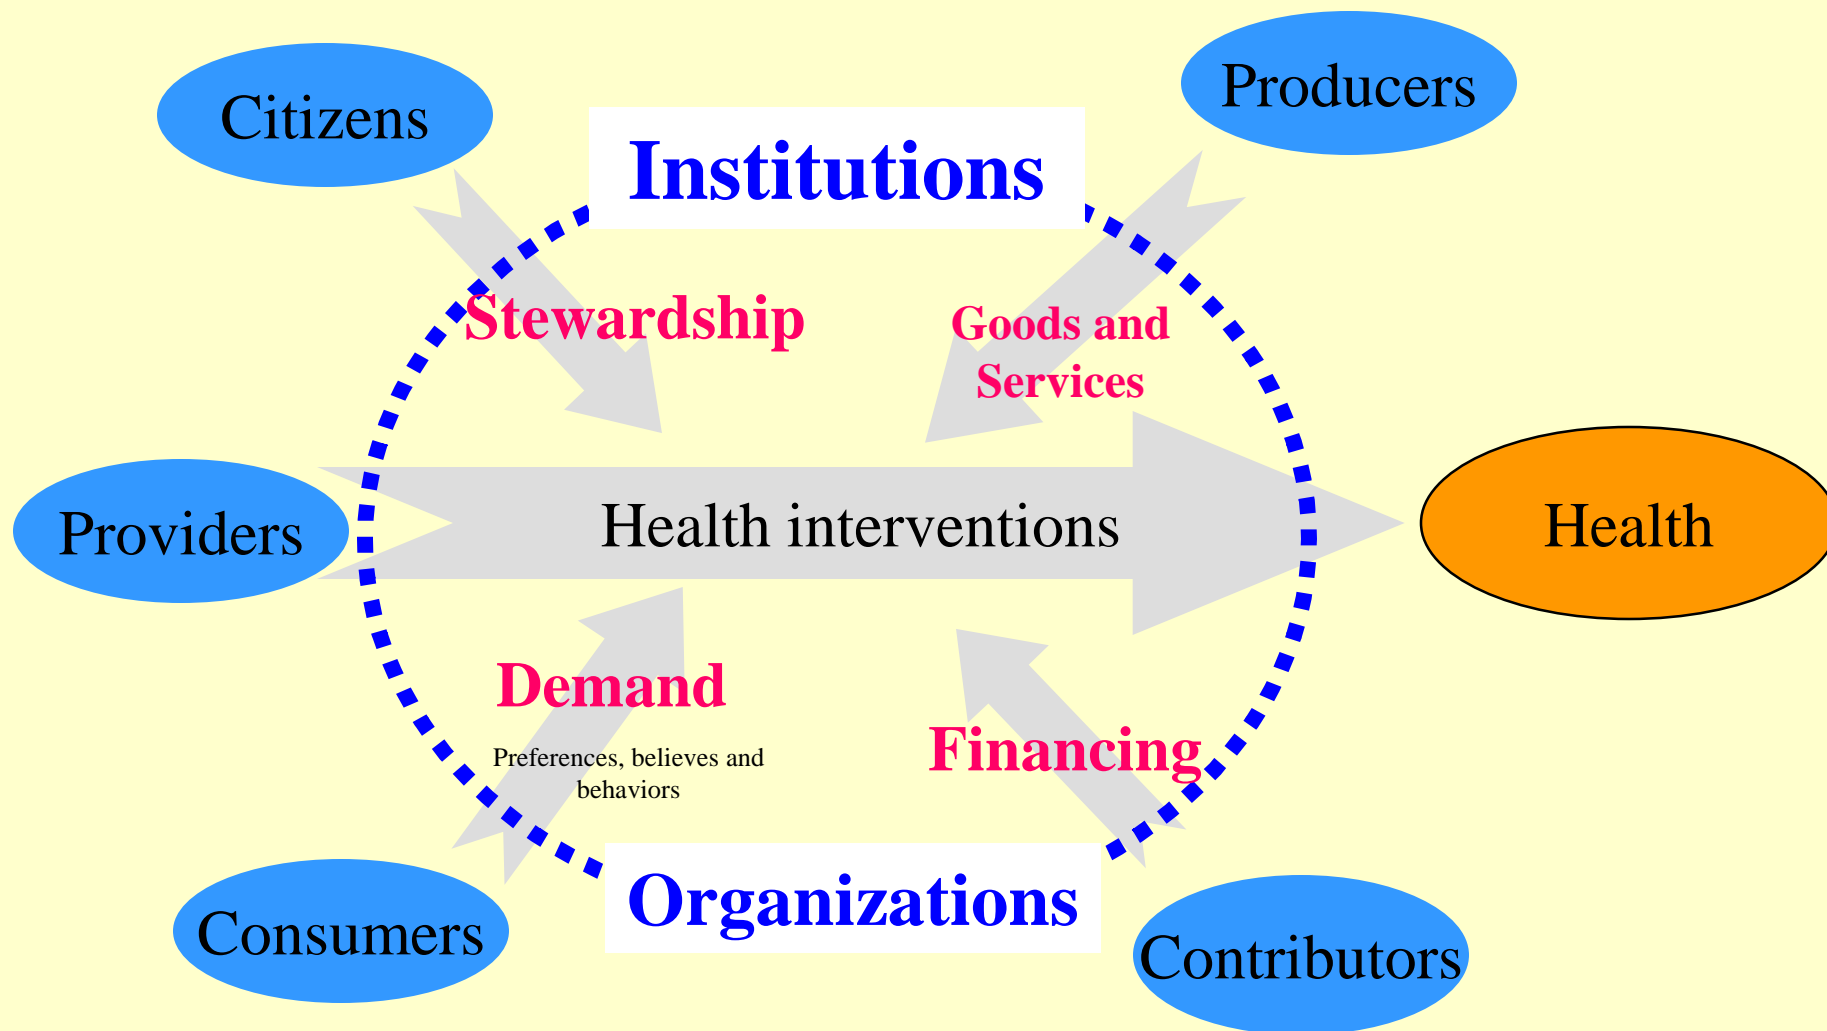 Citizens
Producers
Institutions
Stewardship
Goods and
Services
Providers
Health interventions
Health
Demand
Preferences, believes and
behaviors
Financing
Organizations
Consumers
Contributors